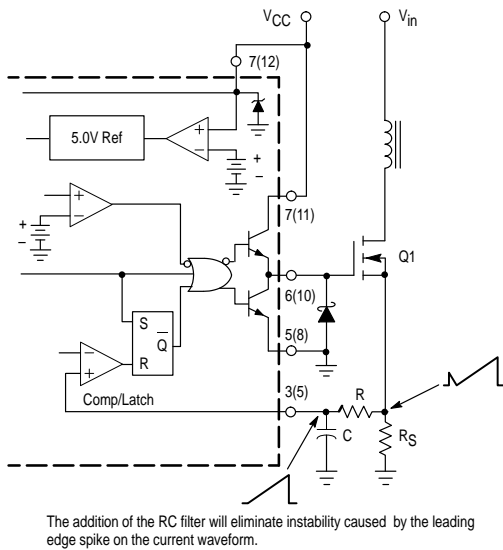 VCC
Vin
7(12)
5.0V Ref
+
−
+
−
+
−
+
−
7(11)
Q1
6(10)
S
Q
R
5(8)
−
+
Comp/Latch
3(5)
R
C
RS
The addition of the RC filter will eliminate instability caused by the leading
edge spike on the current waveform.